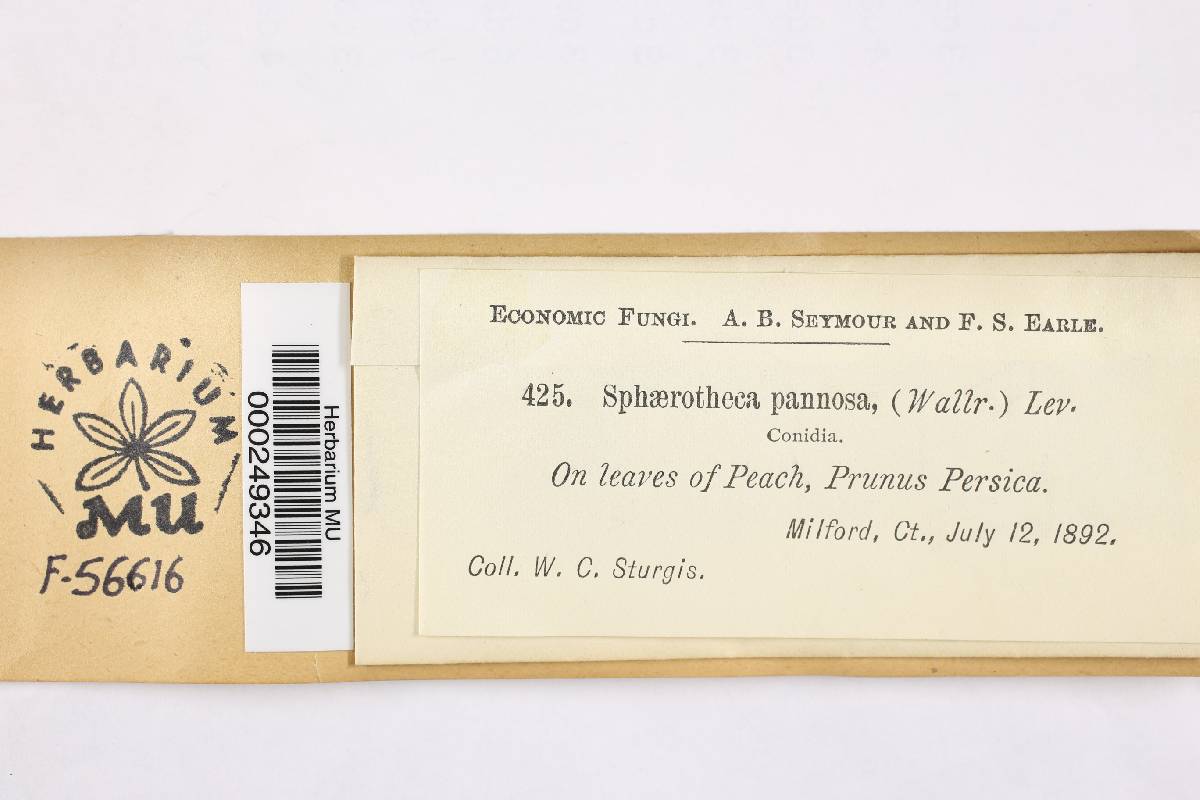 HERBARIUM
MU
F-56616
Herbarium MU
000249346
ECONOMIC FUNGI. A. B. SEYMOUR AND F. S. EARLE.
425. Sphærotheca pannosa, (Wallr.) Lev.
Conidia.
On leaves of Peach, Prunus Persica.
Milford, Ct., July 12, 1892.
Coll. W. C. Sturgis.